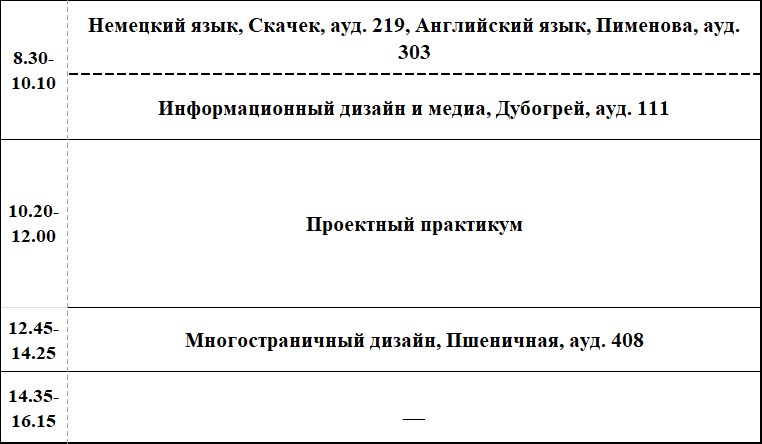 8.30-
10.10
Немецкий язык, Скачек, ауд. 219, Английский язык, Пименова, ауд.
303
Информационный дизайн и медиа, Дубогрей, ауд. 111
10.20-
12.00
Проектный практикум
12.45-
14.25
Многостраничный дизайн, Пшеничная, ауд. 408
14.35-
16.15
—